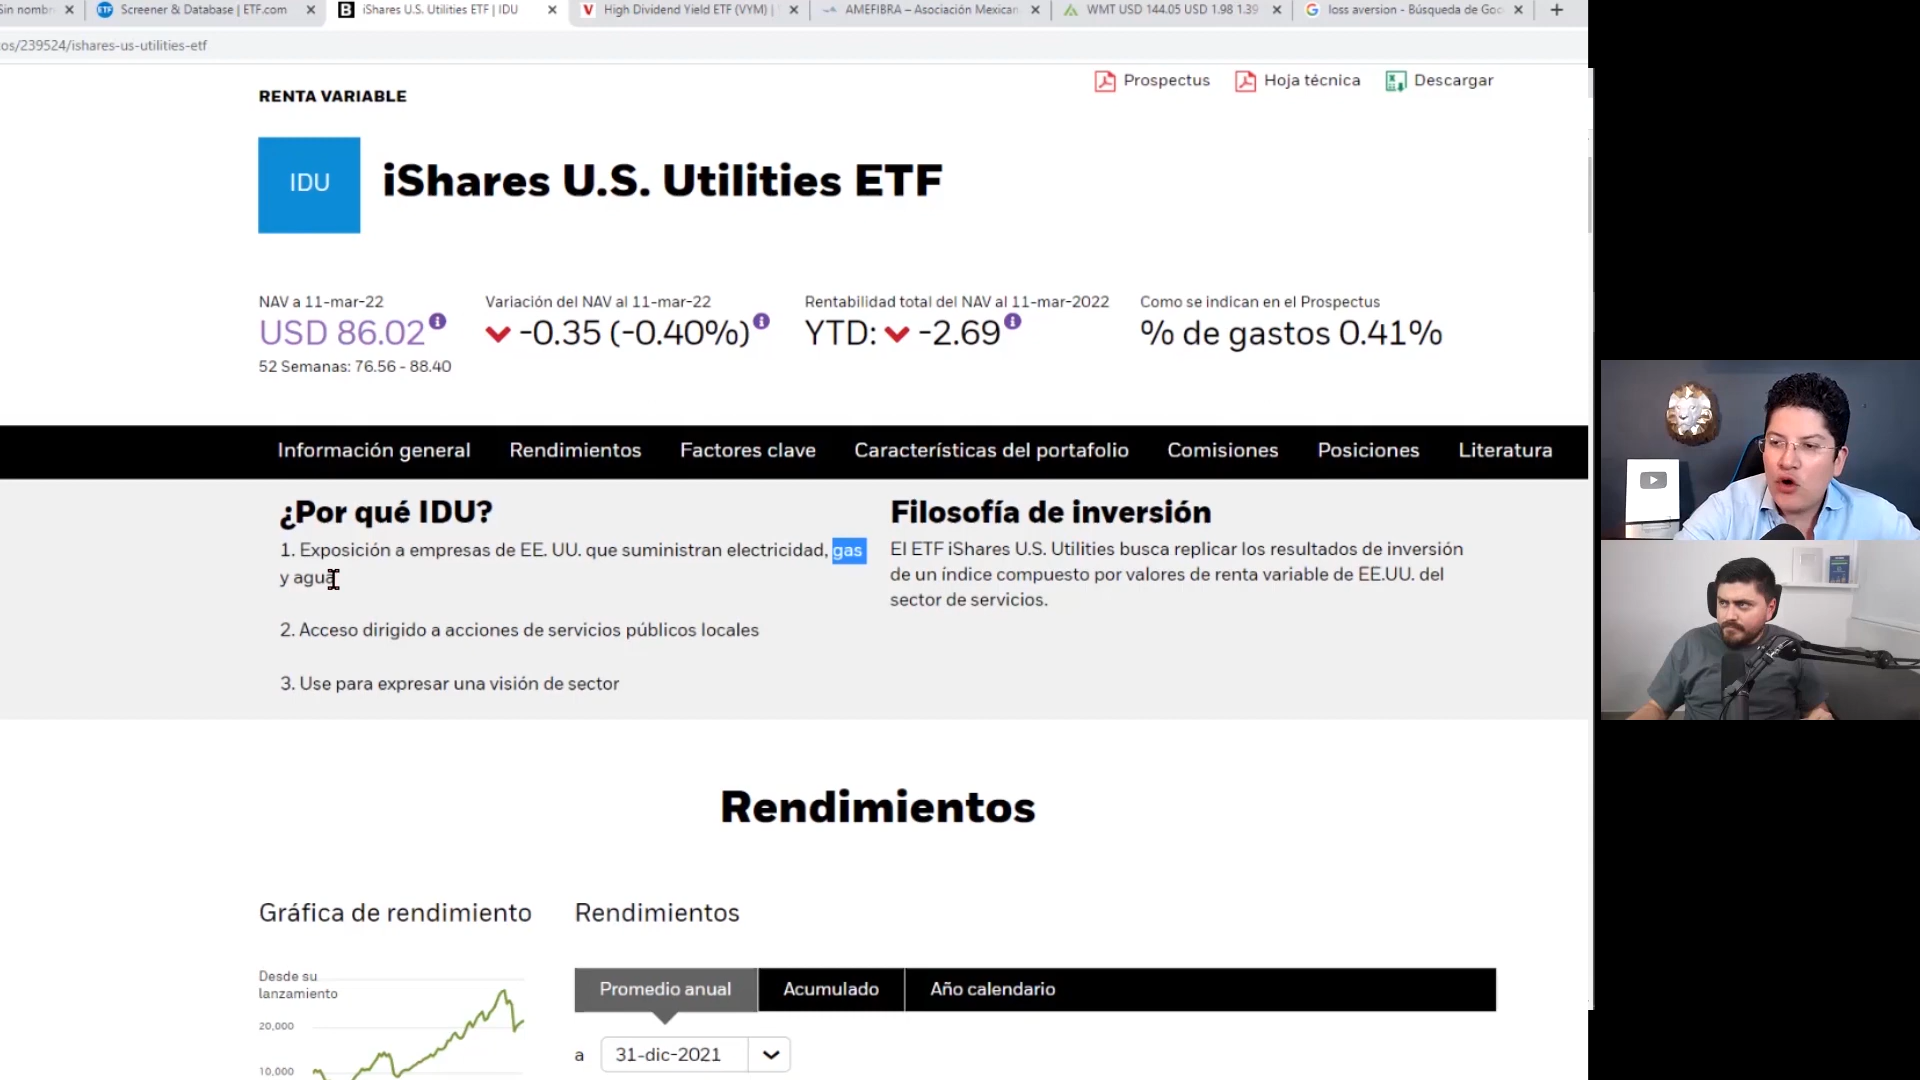 Screener & Database | ETF.com
iShares U.S. Utilities ETF | IDU
High Dividend Yield ETF (VYM) |
AMEFIBRA – Asociación Mexican
WMT USD 144.05 USD 1.98 1.39
loss aversion - Búsqueda de Goo
os/239524/ishares-us-utilities-etf
Prospectus
Hoja técnica
Descargar
RENTA VARIABLE
IDU
iShares U.S. Utilities ETF
NAV a 11-mar-22
USD 86.02
52 Semanas: 76.56 - 88.40
Variación del NAV al 11-mar-22
-0.35 (-0.40%)
Rentabilidad total del NAV al 11-mar-2022
YTD: -2.69
Como se indican en el Prospectus
% de gastos 0.41%
Información general
Rendimientos
Factores clave
Características del portafolio
Comisiones
Posiciones
Literatura
¿Por qué IDU?
1. Exposición a empresas de EE. UU. que suministran electricidad, gas
y agua
2. Acceso dirigido a acciones de servicios públicos locales
3. Use para expresar una visión de sector
Filosofía de inversión
El ETF iShares U.S. Utilities busca replicar los resultados de inversión
de un índice compuesto por valores de renta variable de EE.UU. del
sector de servicios.
Rendimientos
Gráfica de rendimiento
Desde su
lanzamiento
20,000
10,000
Rendimientos
Promedio anual
Acumulado
Año calendario
a 31-dic-2021